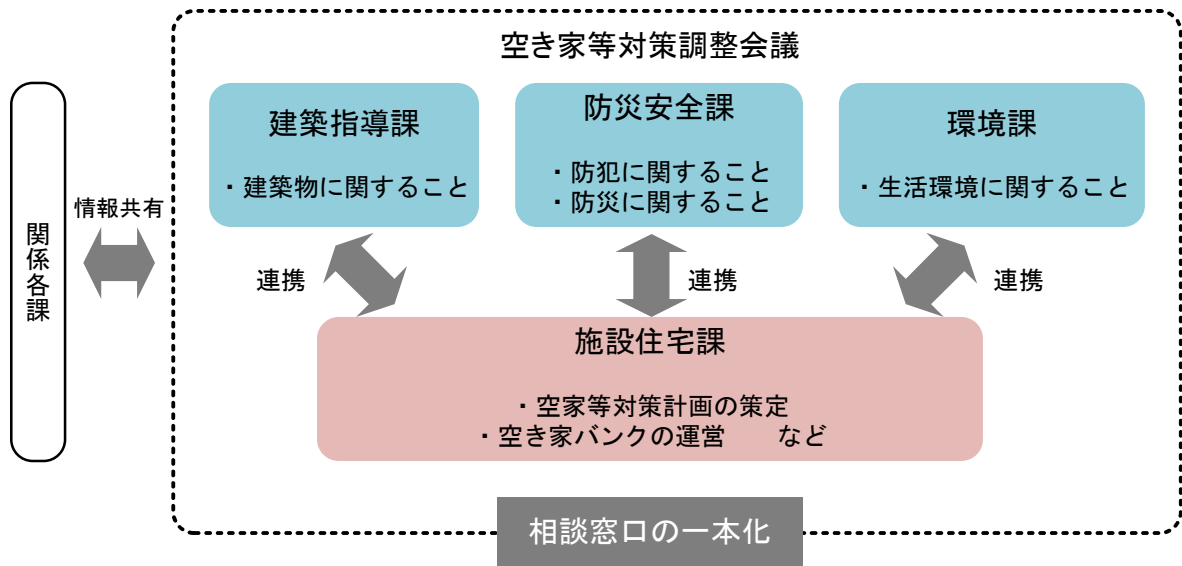 空き家等対策調整会議
建築指導課
・建築物に関すること
防災安全課
・防犯に関すること
・防災に関すること
環境課
・生活環境に関すること
情報共有
関係各課
連携
連携
連携
施設住宅課
・空家等対策計画の策定
・空き家バンクの運営　　など
相談窓口の一本化